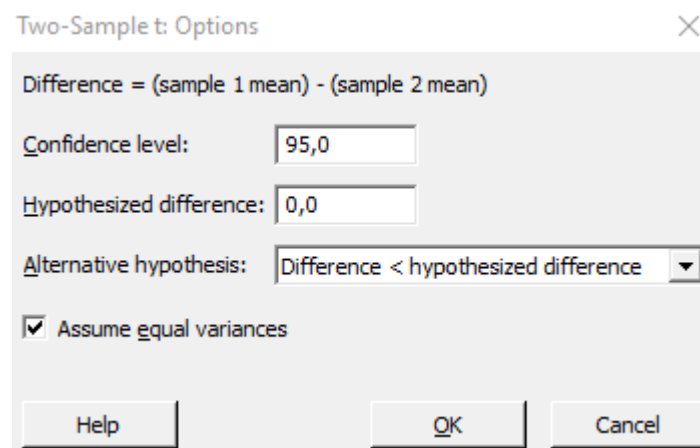 Two-Sample t: Options
Difference = (sample 1 mean) - (sample 2 mean)
Confidence level: 95,0
Hypothesized difference: 0,0
Alternative hypothesis: Difference < hypothesized difference
Assume equal variances
Help OK Cancel